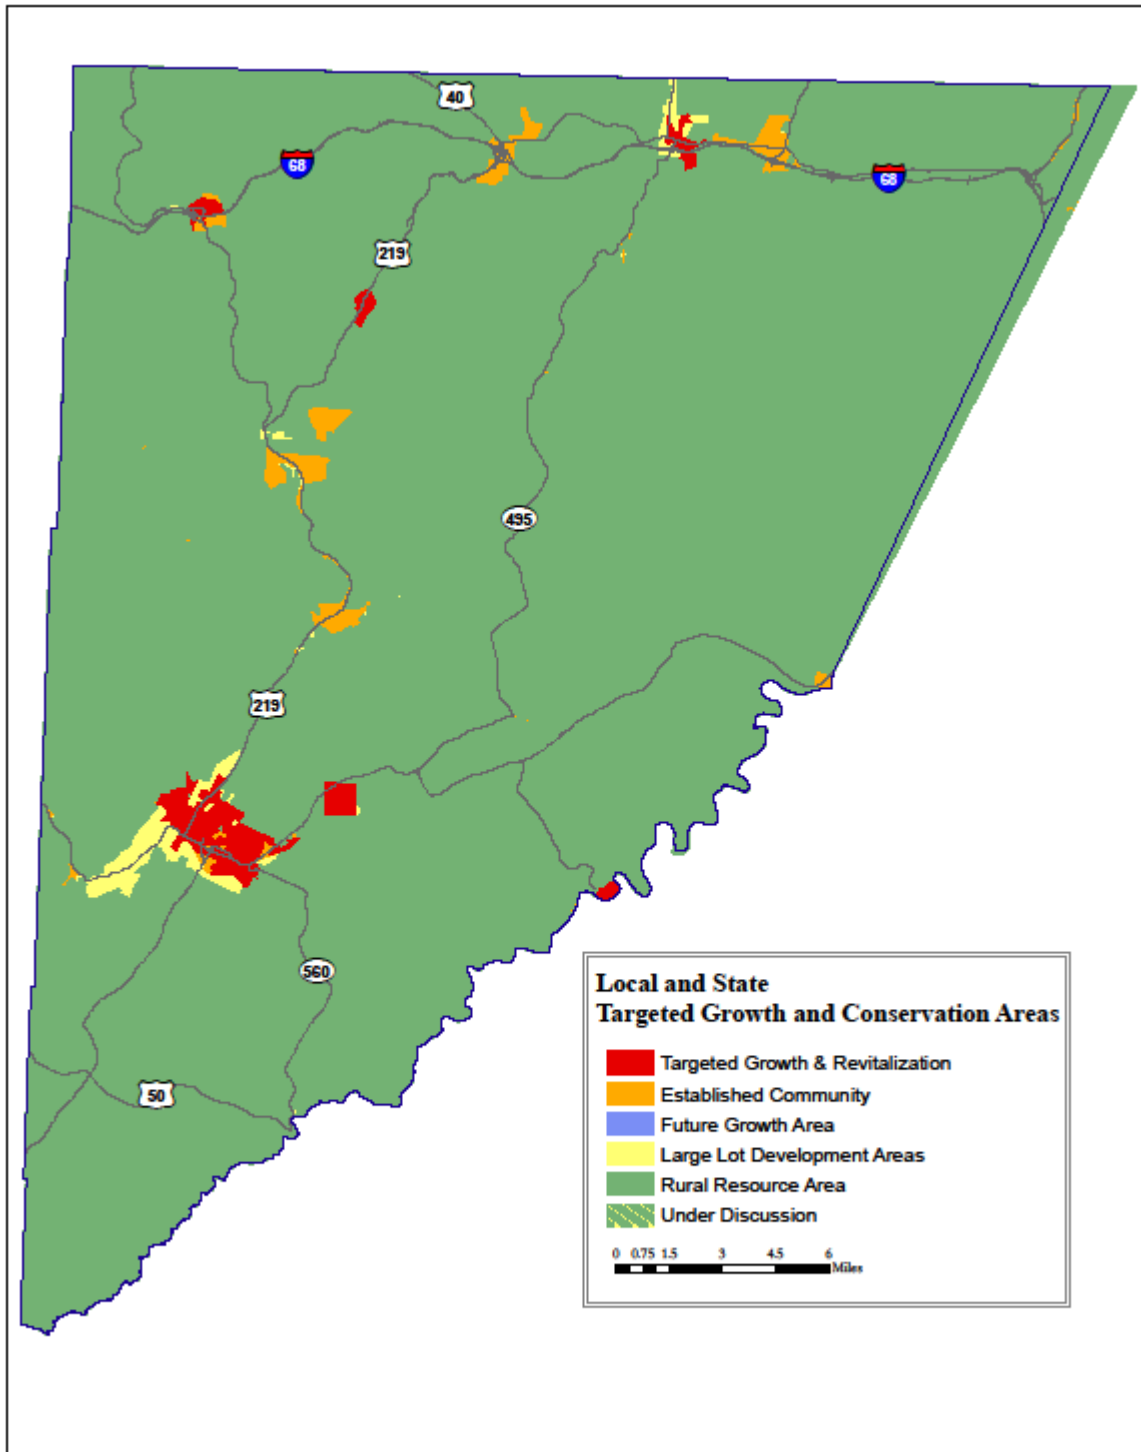 40
68
68
219
495
219
560
50
Local and State
Targeted Growth and Conservation Areas
Targeted Growth & Revitalization
Established Community
Future Growth Area
Large Lot Development Areas
Rural Resource Area
Under Discussion
0 0.75 1.5 3 4.5 6
Miles